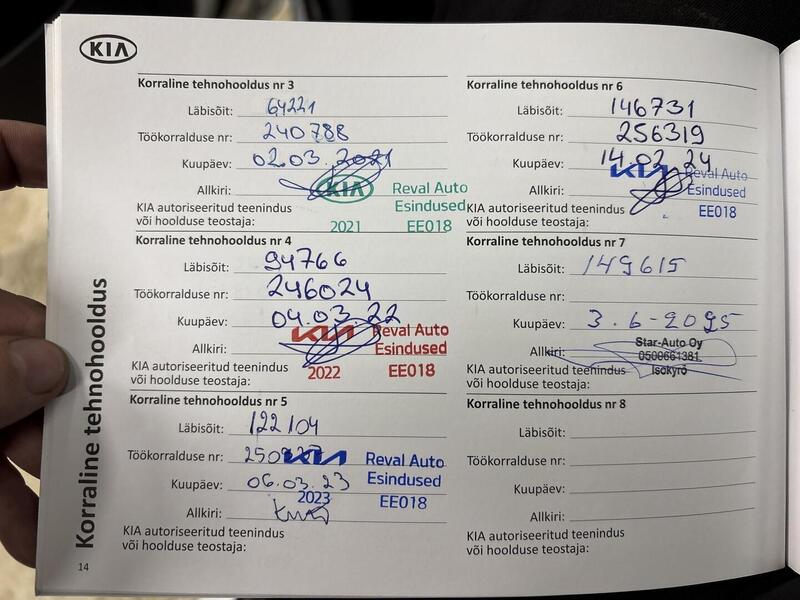 KIA
Korraline tehnohooldus
Korraline tehnohooldus nr 3
Läbisõit: 64221
Töökorralduse nr: 240788
Kuupäev: 02.03.2021
Allkiri:
KIA
Reval Auto
Esindused
2021 EE018
KIA autoriseeritud teenindus
või hoolduse teostaja:
Korraline tehnohooldus nr 4
Läbisõit: 94766
Töökorralduse nr: 246024
Kuupäev: 04.03.22
Allkiri:
KIA
Reval Auto
Esindused
2022 EE018
KIA autoriseeritud teenindus
või hoolduse teostaja:
Korraline tehnohooldus nr 5
Läbisõit: 122104
Töökorralduse nr:
KIA
Reval Auto
Esindused
Kuupäev: 06.03.23
2023 EE018
Allkiri:
KIA autoriseeritud teenindus
või hoolduse teostaja:
14
Korraline tehnohooldus nr 6
Läbisõit: 146731
Töökorralduse nr: 256319
Kuupäev: 14.02.24
Allkiri:
KIA
Reval Auto
Esindused
EE018
KIA autoriseeritud teenindus
või hoolduse teostaja:
Korraline tehnohooldus nr 7
Läbisõit: 149615
Töökorralduse nr:
Kuupäev: 3.6-2025
Allkiri:
Star-Auto Oy
0500661381
Isokyrö
KIA autoriseeritud teenindus
või hoolduse teostaja:
Korraline tehnohooldus nr 8
Läbisõit:
Töökorralduse nr:
Kuupäev:
Allkiri:
KIA autoriseeritud teenindus
või hoolduse teostaja: